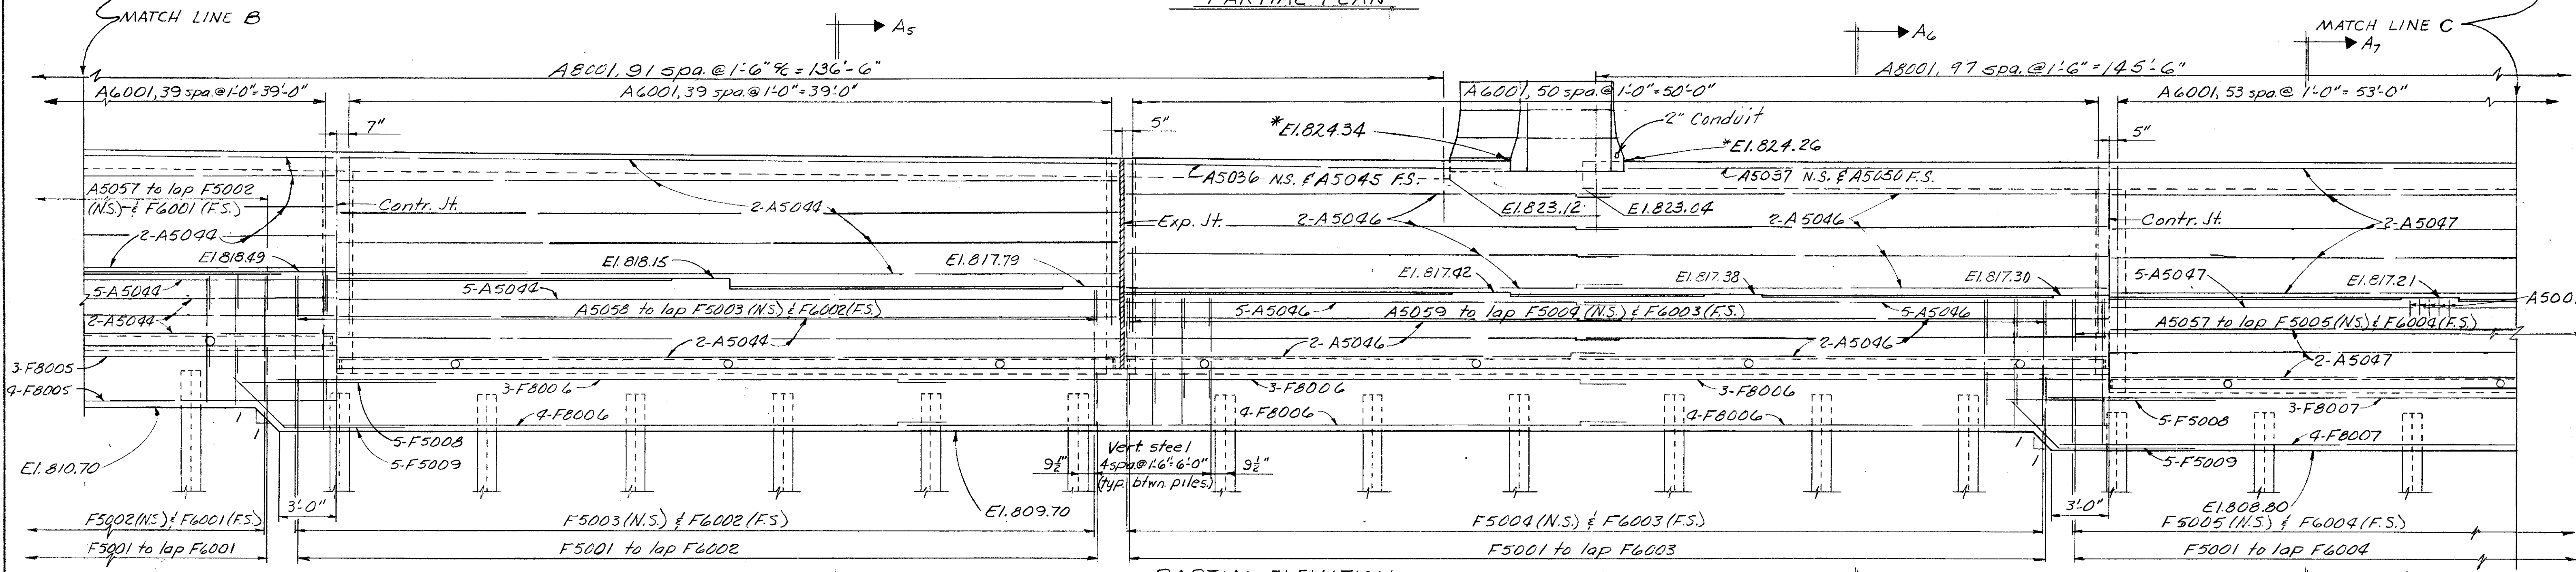 PARTIAL PLAN
MATCH LINE B
A5
A6
MATCH LINE C
A7
A8001, 91 spa. @ 1'-6" % = 136'-6"
A8001, 97 spa. @ 1'-6" = 145'-6"
A6001, 39 spa. @ 1'-0" = 39'-0"
A6001, 39 spa. @ 1'-0" = 39'-0"
A6001, 50 spa. @ 1'-0" = 50'-0"
A6001, 53 spa. @ 1'-0" = 53'-0"
7"
5"
*El. 824.34
2" Conduit
*El. 824.26
5"
A5057 to lap F5002
(N.S.) & F6001 (F.S.)
Contr. Jt.
2-A5044
2-A5044
A5036 N.S. & A5045 F.S.
A5037 N.S. & A5056 F.S.
El. 823.12
El. 823.04
Exp. Jt.
2-A5046
2-A5046
Contr. Jt.
2-A5047
El. 818.49
El. 818.15
El. 817.79
El. 817.42
El. 817.38
El. 817.30
El. 817.21
5-A5044
5-A5044
5-A5046
5-A5046
5-A5047
2-A5044
A5058 to lap F5003 (N.S.) & F6002 (F.S.)
A5059 to lap F5004 (N.S.) & F6003 (F.S.)
A5057 to lap F5005 (N.S.) & F6004 (F.S.)
A500
2-A5044
2-A5046
2-A5046
2-A5047
3-F8005
4-F8005
3-F8006
3-F8006
3-F8006
3-F8007
4-F8006
4-F8006
4-F8006
4-F8007
1
1
5-F5008
5-F5009
1
1
5-F5008
5-F5009
El. 810.70
9½"
Vert. steel
4 spa. @ 1'-6" = 6'-0"
(typ. btwn. piles)
9½"
El. 809.70
El. 808.80
3'-0"
3'-0"
F5002 (N.S.) & F6001 (F.S.)
F5003 (N.S.) & F6002 (F.S.)
F5004 (N.S.) & F6003 (F.S.)
F5005 (N.S.) & F6004 (F.S.)
F5001 to lap F6001
F5001 to lap F6002
F5001 to lap F6003
F5001 to lap F6004
PARTIAL ELEVATION